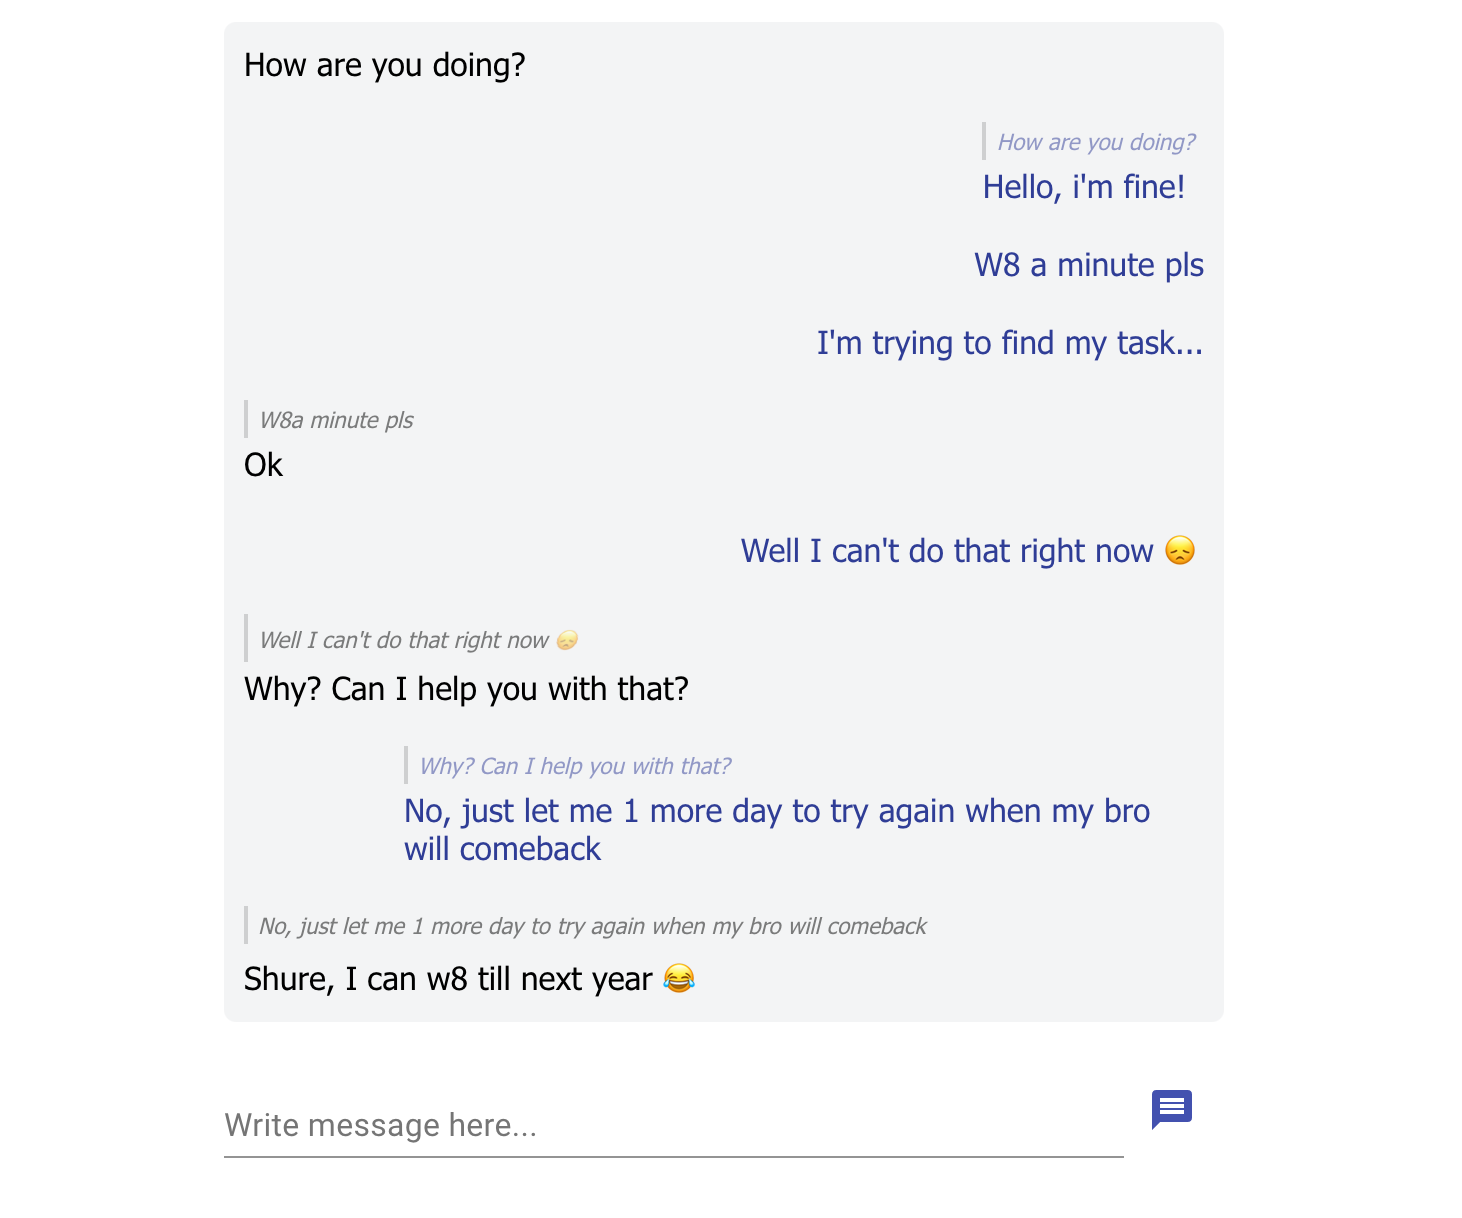 How are you doing?
How are you doing?
Hello, i'm fine!
W8 a minute pls
I'm trying to find my task...
W8a minute pls
Ok
Well I can't do that right now 😞
Well I can't do that right now 😞
Why? Can I help you with that?
Why? Can I help you with that?
No, just let me 1 more day to try again when my bro
will comeback
No, just let me 1 more day to try again when my bro will comeback
Shure, I can w8 till next year 😂
Write message here...